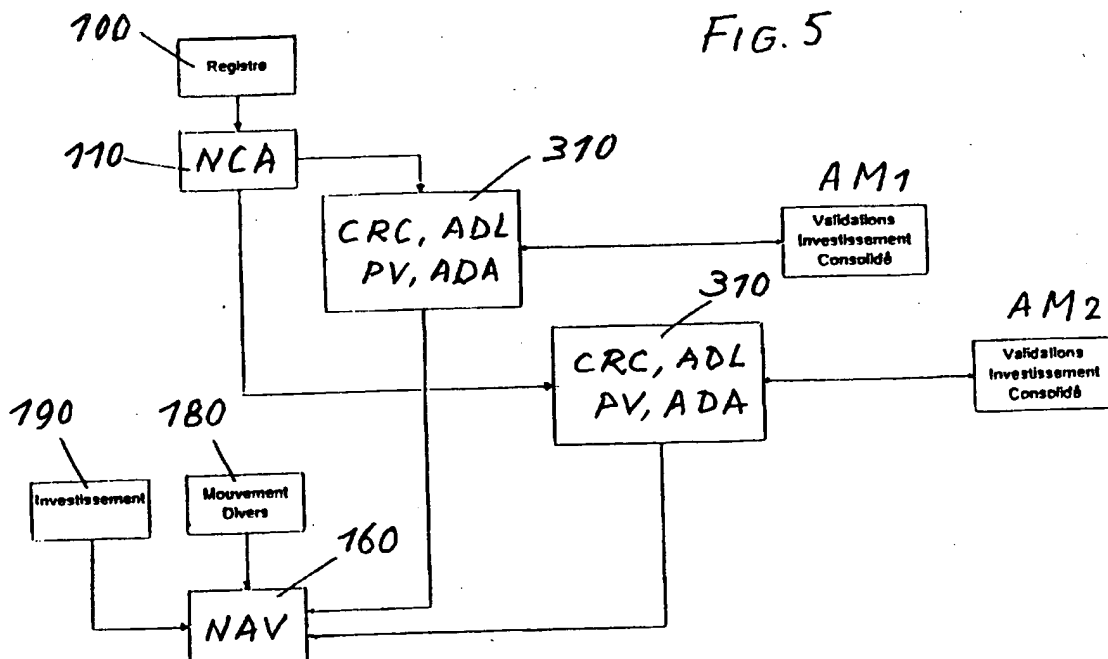 FIG. 5
100
Registre
110
NCA
310
CRC, ADL
PV, ADA
AM1
Validations
Investissement
Consolidé
310
CRC, ADL
PV, ADA
AM2
Validations
Investissement
Consolidé
190
Investissement
180
Mouvement
Divers
160
NAV